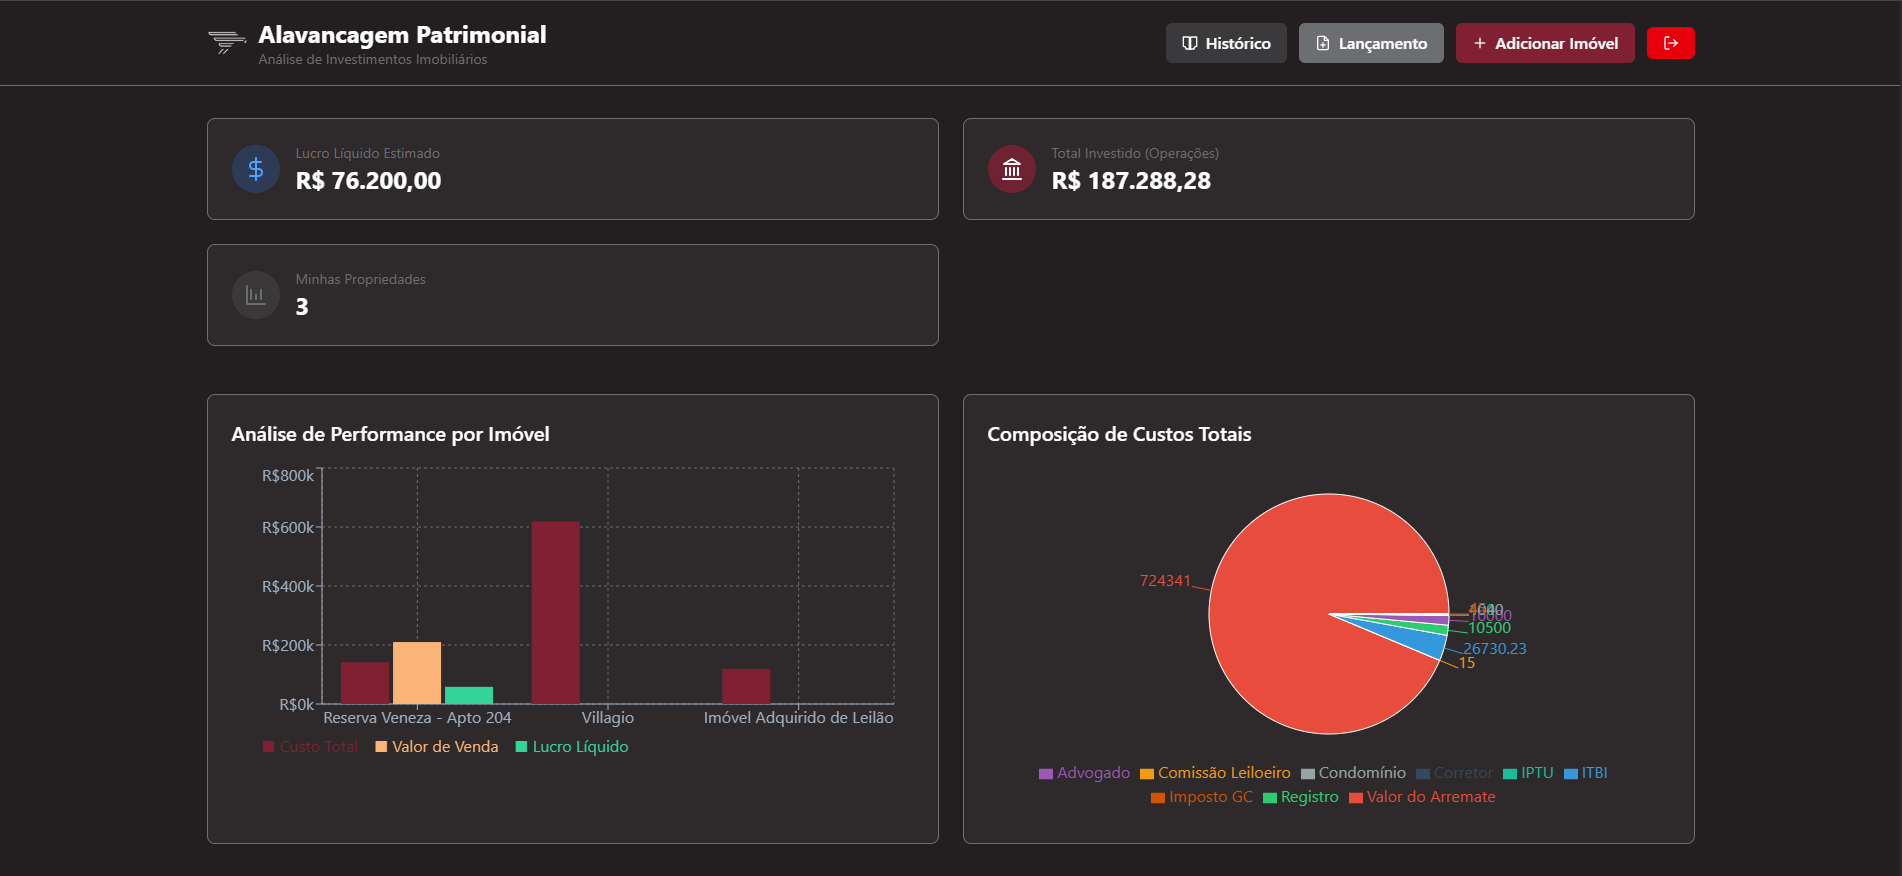 Alavancagem Patrimonial
Análise de Investimentos Imobiliários
Histórico
Lançamento
Adicionar Imóvel
Lucro Líquido Estimado
R$ 76.200,00
Total Investido (Operações)
R$ 187.288,28
Minhas Propriedades
3
Análise de Performance por Imóvel
R$800k
R$600k
R$400k
R$200k
R$0k
Reserva Veneza - Apto 204
Villagio
Imóvel Adquirido de Leilão
Custo Total
Valor de Venda
Lucro Líquido
Composição de Custos Totais
724341
10000
10500
26730.23
15
Advogado
Comissão Leiloeiro
Condomínio
Corretor
IPTU
ITBI
Imposto GC
Registro
Valor do Arremate